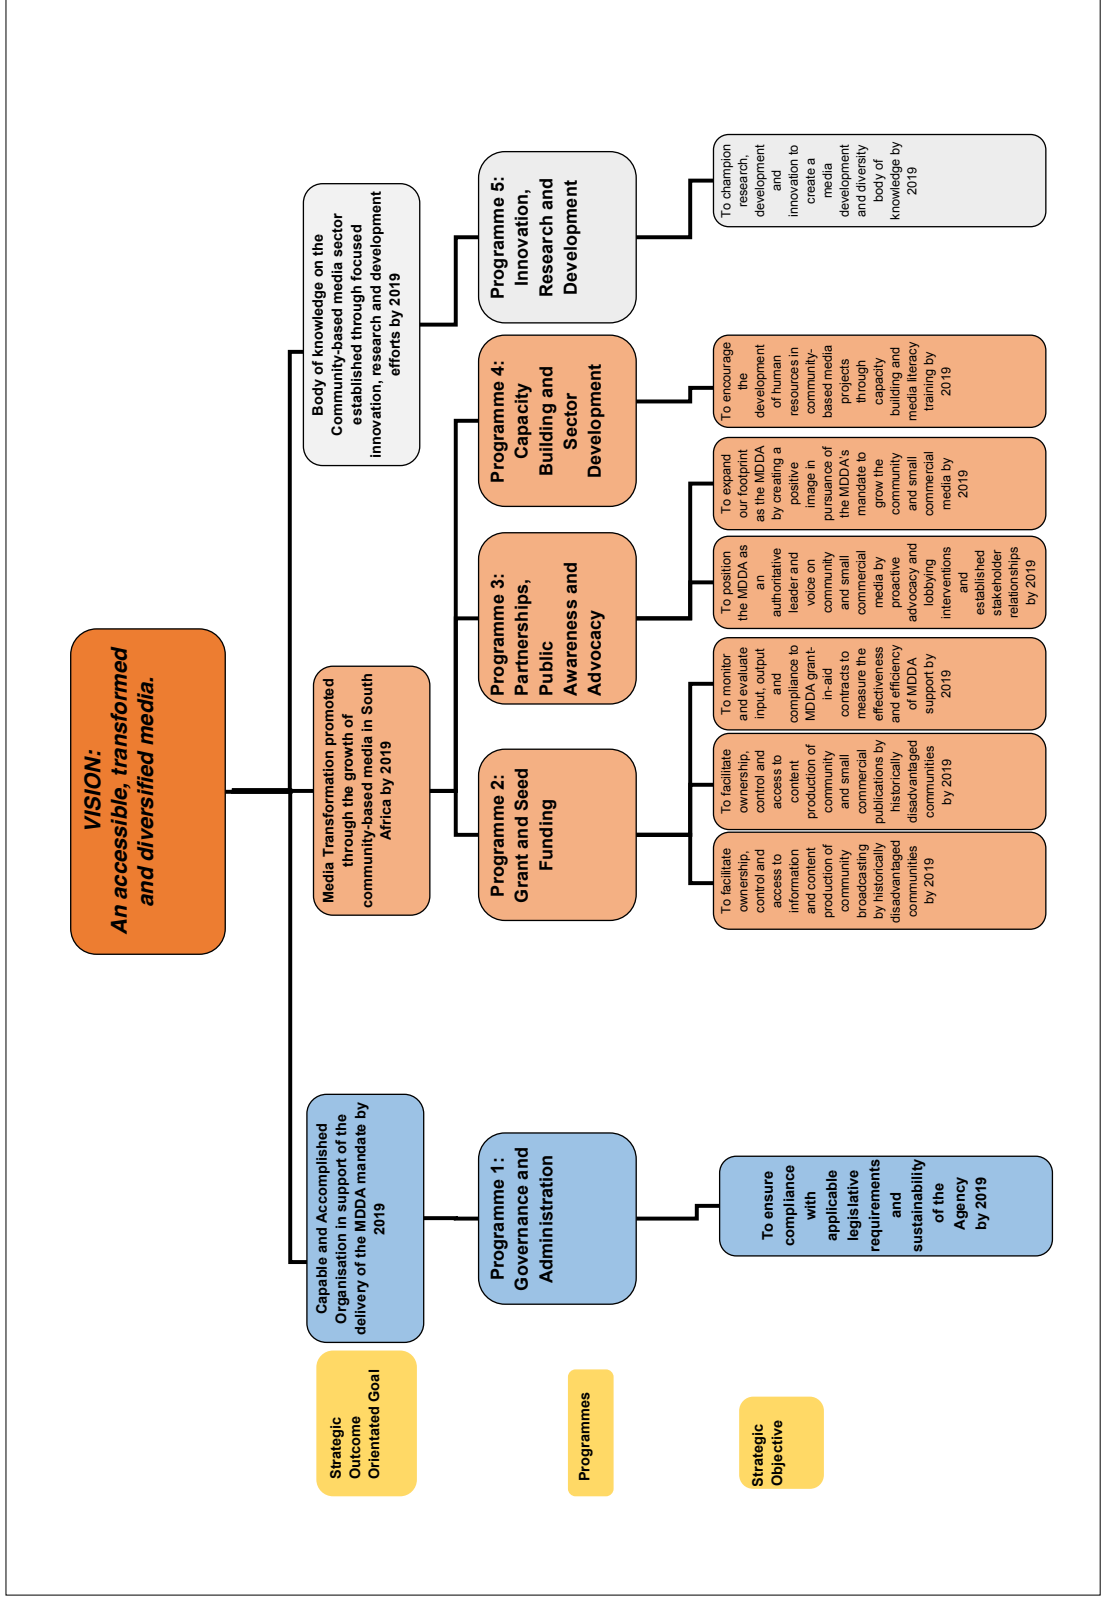 VISION:
An accessible, transformed
and diversified media.
Strategic
Outcome
Orientated Goal
Capable and Accomplished
Organisation in support of the
delivery of the MDDA mandate by
2019
Media Transformation promoted
through the growth of
community-based media in South
Africa by 2019
Body of knowledge on the
Community-based media sector
established through focused
innovation, research and development
efforts by 2019
Programmes
Programme 1:
Governance and
Administration
Programme 2:
Grant and Seed
Funding
Programme 3:
Partnerships,
Public
Awareness and
Advocacy
Programme 4:
Capacity
Building and
Sector
Development
Programme 5:
Innovation,
Research and
Development
Strategic
Objective
To ensure
compliance
with
applicable
legislative
requirements
and
sustainability
of the
Agency
by 2019
To facilitate
ownership,
control and
access to
information
and content
production of
community
broadcasting
by historically
disadvantaged
communities
by 2019
To facilitate
ownership,
control and
access to
content
production of
community
and small
commercial
publications by
historically
disadvantaged
communities
by 2019
To monitor
and evaluate
input, output
and
compliance to
MDDA grant-
in-aid
contracts to
measure the
effectiveness
and efficiency
of MDDA
support by
2019
To position
the MDDA as
an
authoritative
leader and
voice on
community
and small
commercial
media by
proactive
advocacy and
lobbying
interventions
and
established
stakeholder
relationships
by 2019
To expand
our footprint
as the MDDA
by creating a
positive
image in
pursuance of
the MDDA's
mandate to
grow the
community
and small
commercial
media by
2019
To encourage
the
development
of human
resources in
community-
based media
projects
through
capacity
building and
media literacy
training by
2019
To champion
research,
development
and
innovation to
create a
media
development
and diversity
body of
knowledge by
2019